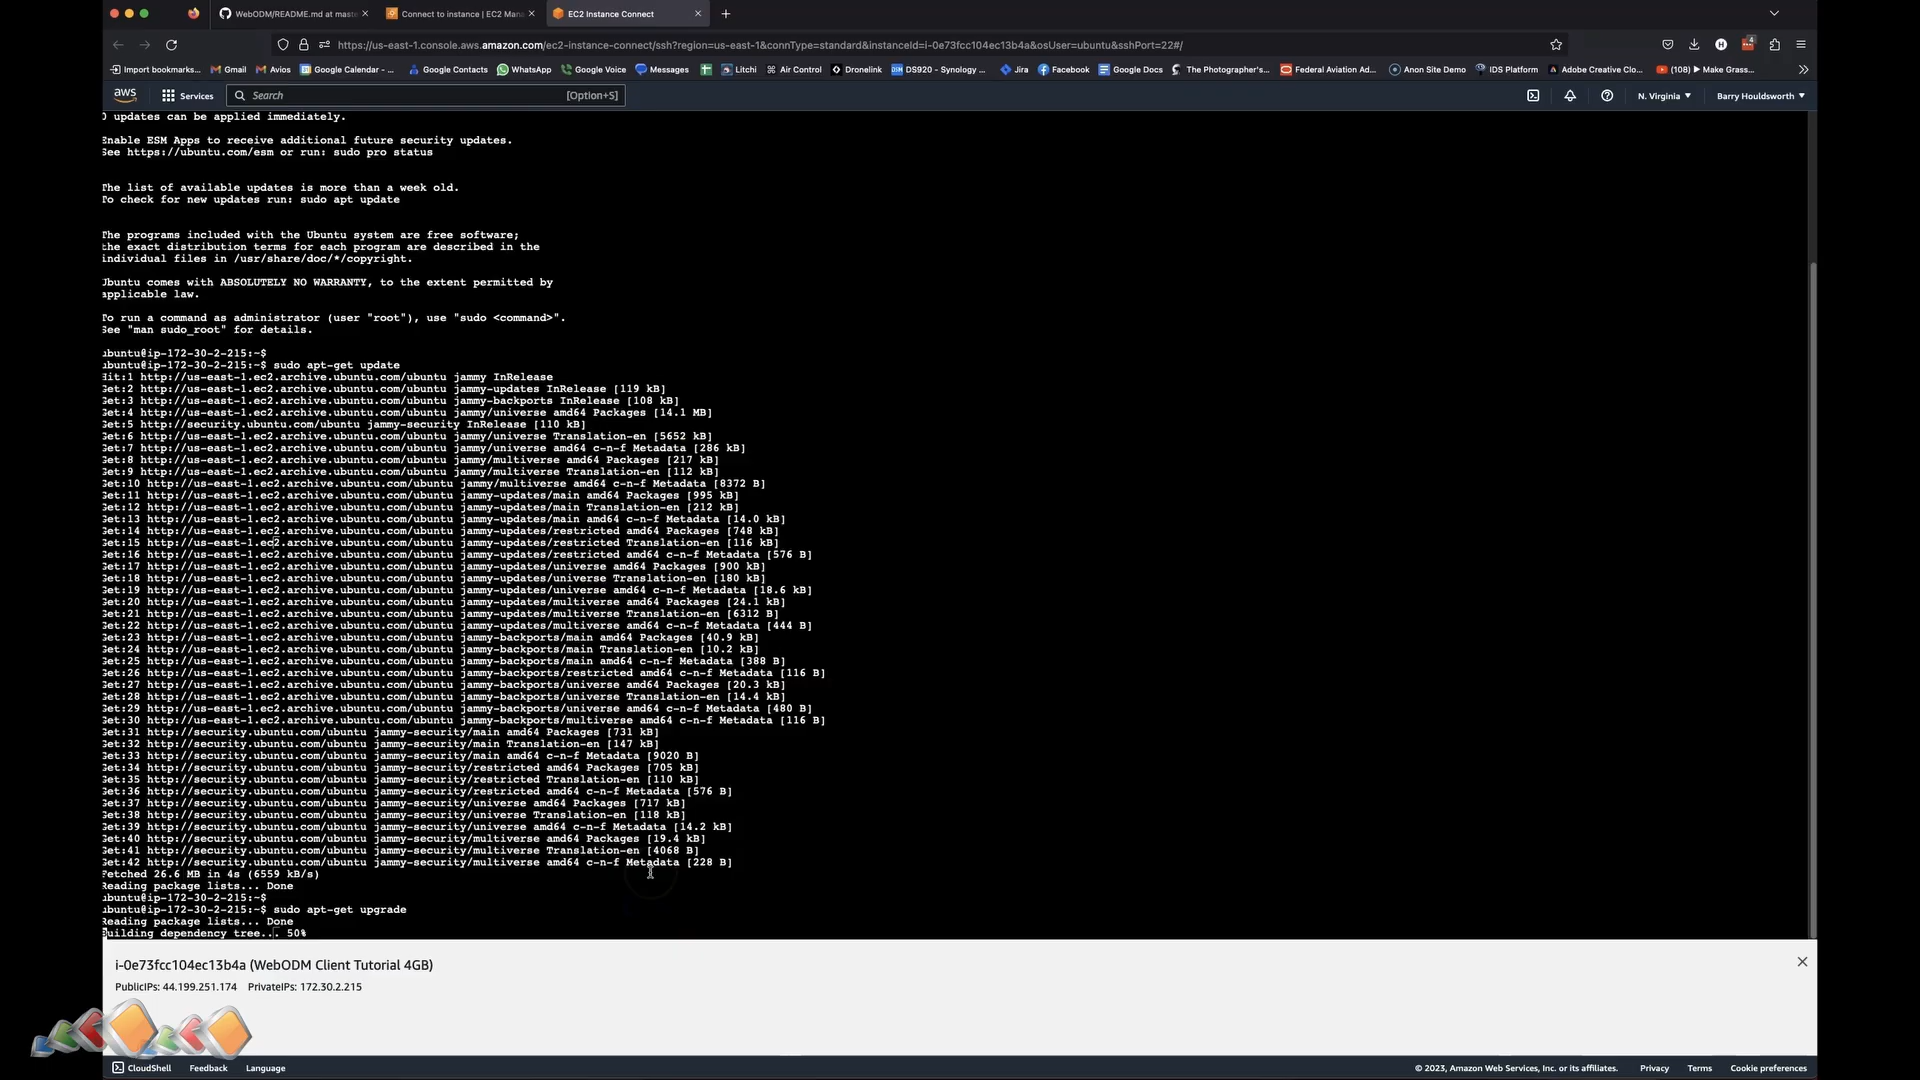 WebODM/README.md at maste
Connect to instance | EC2 Mana
EC2 Instance Connect
https://us-east-1.console.aws.amazon.com/ec2-instance-connect/ssh?region=us-east-1&connType=standard&instanceId=i-0e73fcc104ec13b4a&osUser=ubuntu&sshPort=22#/
4
H
Import bookmarks... Gmail Avios Google Calendar - ... Google Contacts WhatsApp Google Voice Messages Litchi Air Control Dronelink DS920 - Synology ... Jira Facebook Google Docs The Photographer's... Federal Aviation Ad... Anon Site Demo IDS Platform Adobe Creative Clo... (108) ▶ Make Grass...
aws Services Search [Option+S] N. Virginia Barry Houldsworth
0 updates can be applied immediately.
Enable ESM Apps to receive additional future security updates.
See https://ubuntu.com/esm or run: sudo pro status
The list of available updates is more than a week old.
To check for new updates run: sudo apt update
The programs included with the Ubuntu system are free software;
the exact distribution terms for each program are described in the
individual files in /usr/share/doc/*/copyright.
Ubuntu comes with ABSOLUTELY NO WARRANTY, to the extent permitted by
applicable law.
To run a command as administrator (user "root"), use "sudo <command>".
See "man sudo_root" for details.
ubuntu@ip-172-30-2-215:~$
ubuntu@ip-172-30-2-215:~$ sudo apt-get update
Hit:1 http://us-east-1.ec2.archive.ubuntu.com/ubuntu jammy InRelease
Get:2 http://us-east-1.ec2.archive.ubuntu.com/ubuntu jammy-updates InRelease [119 kB]
Get:3 http://us-east-1.ec2.archive.ubuntu.com/ubuntu jammy-backports InRelease [108 kB]
Get:4 http://us-east-1.ec2.archive.ubuntu.com/ubuntu jammy/universe amd64 Packages [14.1 MB]
Get:5 http://security.ubuntu.com/ubuntu jammy-security InRelease [110 kB]
Get:6 http://us-east-1.ec2.archive.ubuntu.com/ubuntu jammy/universe Translation-en [5652 kB]
Get:7 http://us-east-1.ec2.archive.ubuntu.com/ubuntu jammy/universe amd64 c-n-f Metadata [286 kB]
Get:8 http://us-east-1.ec2.archive.ubuntu.com/ubuntu jammy/multiverse amd64 Packages [217 kB]
Get:9 http://us-east-1.ec2.archive.ubuntu.com/ubuntu jammy/multiverse Translation-en [112 kB]
Get:10 http://us-east-1.ec2.archive.ubuntu.com/ubuntu jammy/multiverse amd64 c-n-f Metadata [8372 B]
Get:11 http://us-east-1.ec2.archive.ubuntu.com/ubuntu jammy-updates/main amd64 Packages [995 kB]
Get:12 http://us-east-1.ec2.archive.ubuntu.com/ubuntu jammy-updates/main Translation-en [212 kB]
Get:13 http://us-east-1.ec2.archive.ubuntu.com/ubuntu jammy-updates/main amd64 c-n-f Metadata [14.0 kB]
Get:14 http://us-east-1.ec2.archive.ubuntu.com/ubuntu jammy-updates/restricted amd64 Packages [748 kB]
Get:15 http://us-east-1.ec2.archive.ubuntu.com/ubuntu jammy-updates/restricted Translation-en [116 kB]
Get:16 http://us-east-1.ec2.archive.ubuntu.com/ubuntu jammy-updates/restricted amd64 c-n-f Metadata [576 B]
Get:17 http://us-east-1.ec2.archive.ubuntu.com/ubuntu jammy-updates/universe amd64 Packages [900 kB]
Get:18 http://us-east-1.ec2.archive.ubuntu.com/ubuntu jammy-updates/universe Translation-en [180 kB]
Get:19 http://us-east-1.ec2.archive.ubuntu.com/ubuntu jammy-updates/universe amd64 c-n-f Metadata [18.6 kB]
Get:20 http://us-east-1.ec2.archive.ubuntu.com/ubuntu jammy-updates/multiverse amd64 Packages [24.1 kB]
Get:21 http://us-east-1.ec2.archive.ubuntu.com/ubuntu jammy-updates/multiverse Translation-en [6312 B]
Get:22 http://us-east-1.ec2.archive.ubuntu.com/ubuntu jammy-updates/multiverse amd64 c-n-f Metadata [444 B]
Get:23 http://us-east-1.ec2.archive.ubuntu.com/ubuntu jammy-backports/main amd64 Packages [40.9 kB]
Get:24 http://us-east-1.ec2.archive.ubuntu.com/ubuntu jammy-backports/main Translation-en [10.2 kB]
Get:25 http://us-east-1.ec2.archive.ubuntu.com/ubuntu jammy-backports/main amd64 c-n-f Metadata [388 B]
Get:26 http://us-east-1.ec2.archive.ubuntu.com/ubuntu jammy-backports/restricted amd64 c-n-f Metadata [116 B]
Get:27 http://us-east-1.ec2.archive.ubuntu.com/ubuntu jammy-backports/universe amd64 Packages [20.3 kB]
Get:28 http://us-east-1.ec2.archive.ubuntu.com/ubuntu jammy-backports/universe Translation-en [14.4 kB]
Get:29 http://us-east-1.ec2.archive.ubuntu.com/ubuntu jammy-backports/universe amd64 c-n-f Metadata [480 B]
Get:30 http://us-east-1.ec2.archive.ubuntu.com/ubuntu jammy-backports/multiverse amd64 c-n-f Metadata [116 B]
Get:31 http://security.ubuntu.com/ubuntu jammy-security/main amd64 Packages [731 kB]
Get:32 http://security.ubuntu.com/ubuntu jammy-security/main Translation-en [147 kB]
Get:33 http://security.ubuntu.com/ubuntu jammy-security/main amd64 c-n-f Metadata [9020 B]
Get:34 http://security.ubuntu.com/ubuntu jammy-security/restricted amd64 Packages [705 kB]
Get:35 http://security.ubuntu.com/ubuntu jammy-security/restricted Translation-en [110 kB]
Get:36 http://security.ubuntu.com/ubuntu jammy-security/restricted amd64 c-n-f Metadata [576 B]
Get:37 http://security.ubuntu.com/ubuntu jammy-security/universe amd64 Packages [717 kB]
Get:38 http://security.ubuntu.com/ubuntu jammy-security/universe Translation-en [118 kB]
Get:39 http://security.ubuntu.com/ubuntu jammy-security/universe amd64 c-n-f Metadata [14.2 kB]
Get:40 http://security.ubuntu.com/ubuntu jammy-security/multiverse amd64 Packages [19.4 kB]
Get:41 http://security.ubuntu.com/ubuntu jammy-security/multiverse Translation-en [4068 B]
Get:42 http://security.ubuntu.com/ubuntu jammy-security/multiverse amd64 c-n-f Metadata [228 B]
Fetched 26.6 MB in 4s (6559 kB/s)
Reading package lists... Done
ubuntu@ip-172-30-2-215:~$
ubuntu@ip-172-30-2-215:~$ sudo apt-get upgrade
Reading package lists... Done
Building dependency tree... 50%
i-0e73fcc104ec13b4a (WebODM Client Tutorial 4GB)
PublicIPs: 44.199.251.174 PrivateIPs: 172.30.2.215
CloudShell Feedback Language © 2023, Amazon Web Services, Inc. or its affiliates. Privacy Terms Cookie preferences